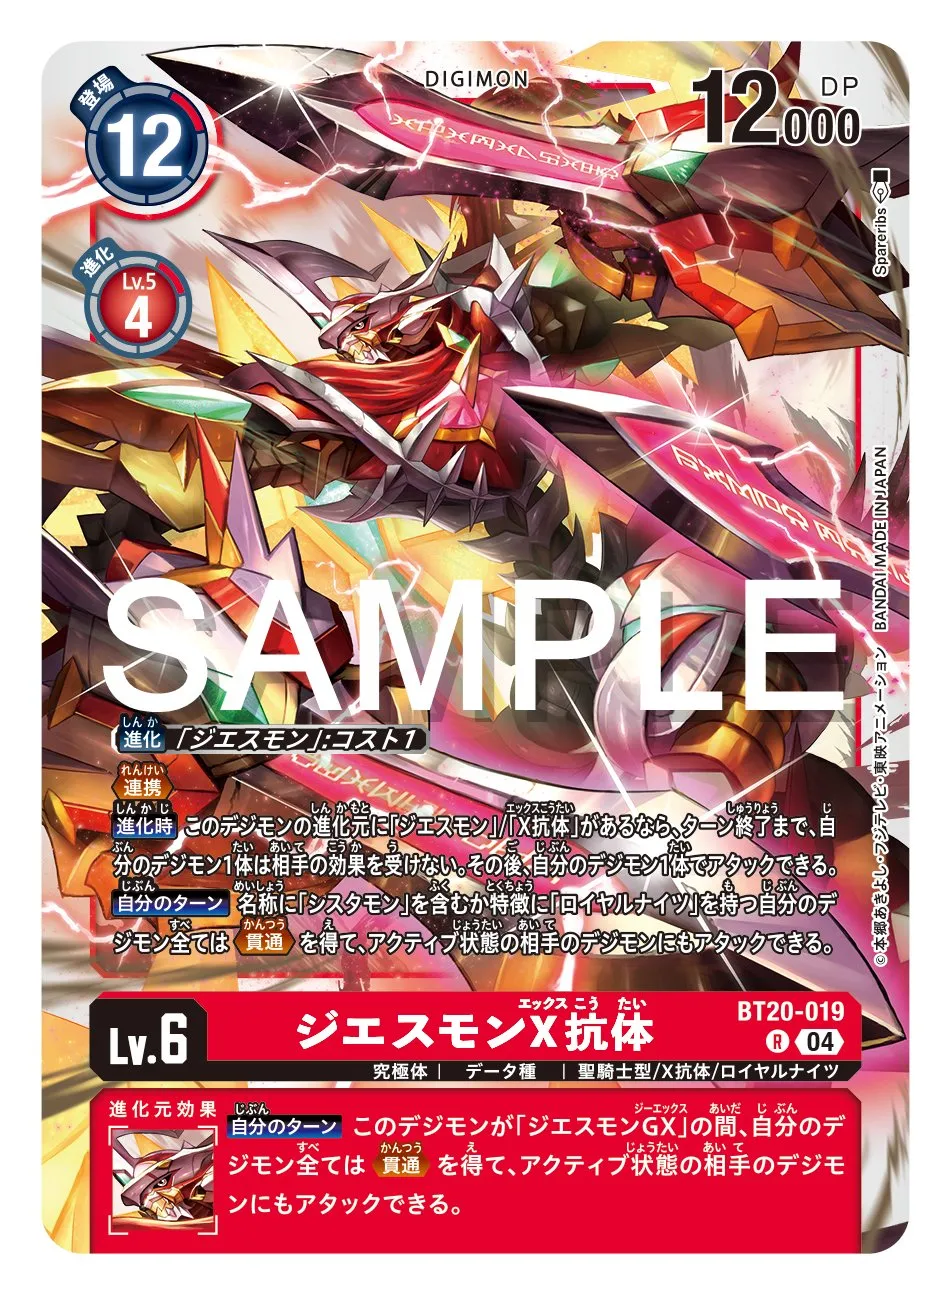 登場
12
DIGIMON
12000
DP
進化
Lv.5
4
Spareribs
BANDAI MADE IN JAPAN
©本郷あきよし・フジテレビ・東映アニメーション
SAMPLE
進化 「ジエスモン」:コスト1
連携
進化時 このデジモンの進化元に「ジエスモン」/「X抗体」があるなら、ターン終了まで、自
分のデジモン1体は相手の効果を受けない。その後、自分のデジモン1体でアタックできる。
自分のターン 名称に「シスタモン」を含むか特徴に「ロイヤルナイツ」を持つ自分のデ
ジモン全ては 貫通 を得て、アクティブ状態の相手のデジモンにもアタックできる。
Lv.6
ジエスモンX抗体
エックス こう たい
BT20-019
R 04
究極体 | データ種 | 聖騎士型/X抗体/ロイヤルナイツ
進化元効果
自分のターン このデジモンが「ジエスモンGX」の間、自分のデ
ジモン全ては 貫通 を得て、アクティブ状態の相手のデジモ
ンにもアタックできる。